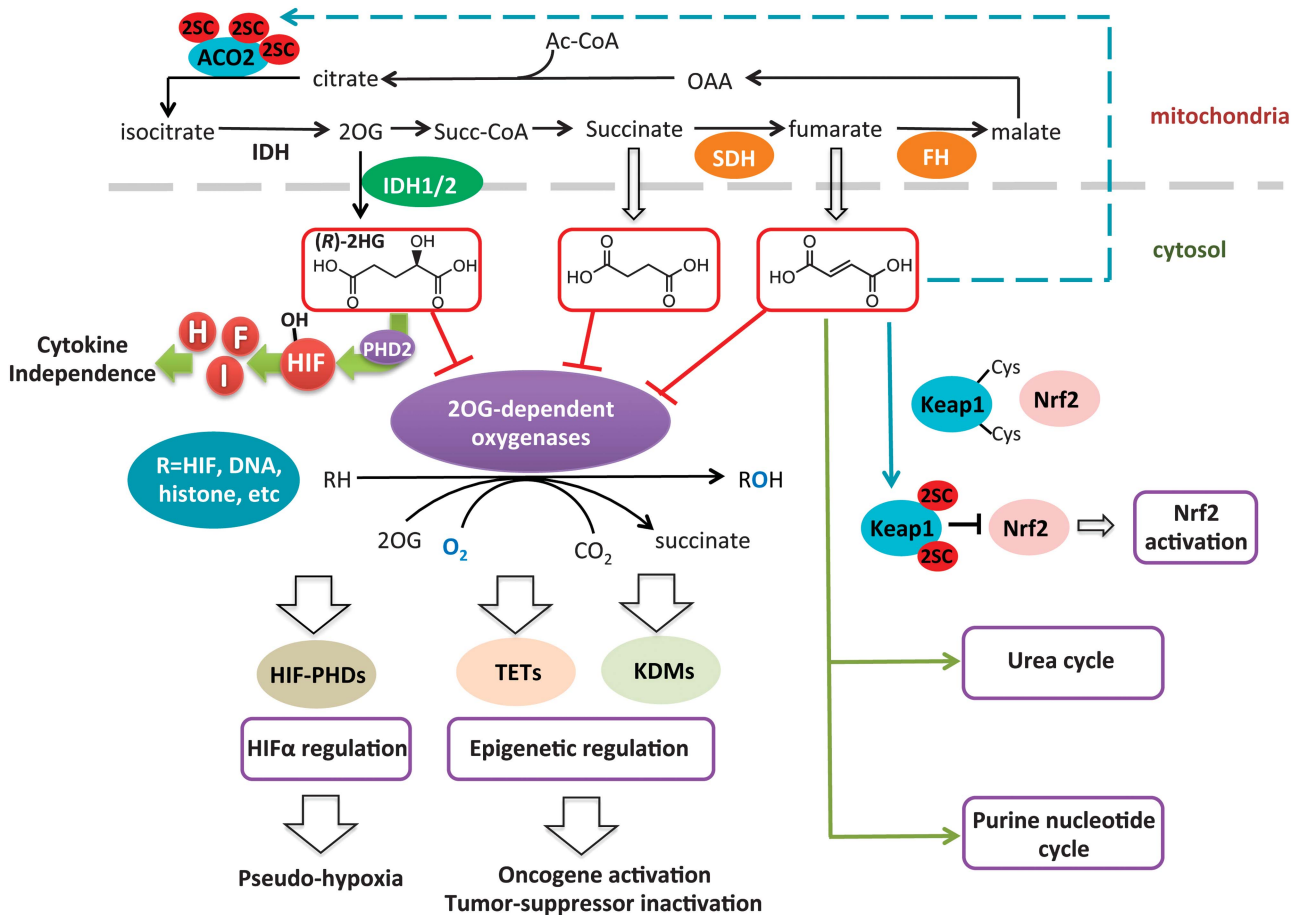 2SC
2SC
2SC
ACO2
Ac-CoA
citrate
OAA
isocitrate
2OG
Succ-CoA
Succinate
fumarate
malate
mitochondria
IDH
SDH
FH
IDH1/2
cytosol
(R)-2HG
OH
HO
OH
O
O
O
HO
OH
O
O
HO
OH
O
Cytokine
Independence
H
F
I
OH
HIF
PHD2
2OG-dependent
oxygenases
Cys
Keap1
Nrf2
Cys
R=HIF, DNA,
histone, etc
RH
ROH
2OG
O2
CO2
succinate
2SC
Keap1
2SC
Nrf2
Nrf2
activation
HIF-PHDs
TETs
KDMs
Urea cycle
HIFα regulation
Epigenetic regulation
Purine nucleotide
cycle
Pseudo-hypoxia
Oncogene activation
Tumor-suppressor inactivation